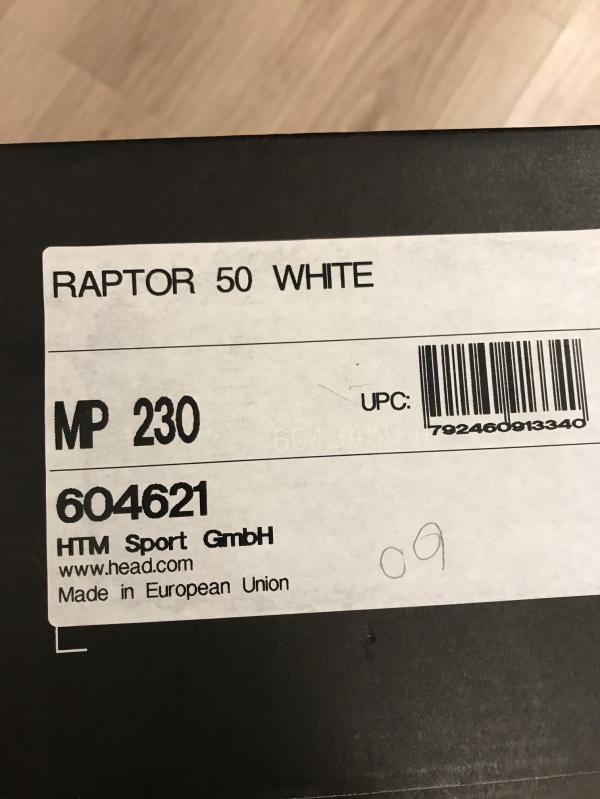 RAPTOR 50 WHITE
MP 230
UPC:
792460913340
604621
HTM Sport GmbH
www.head.com
Made in European Union
09